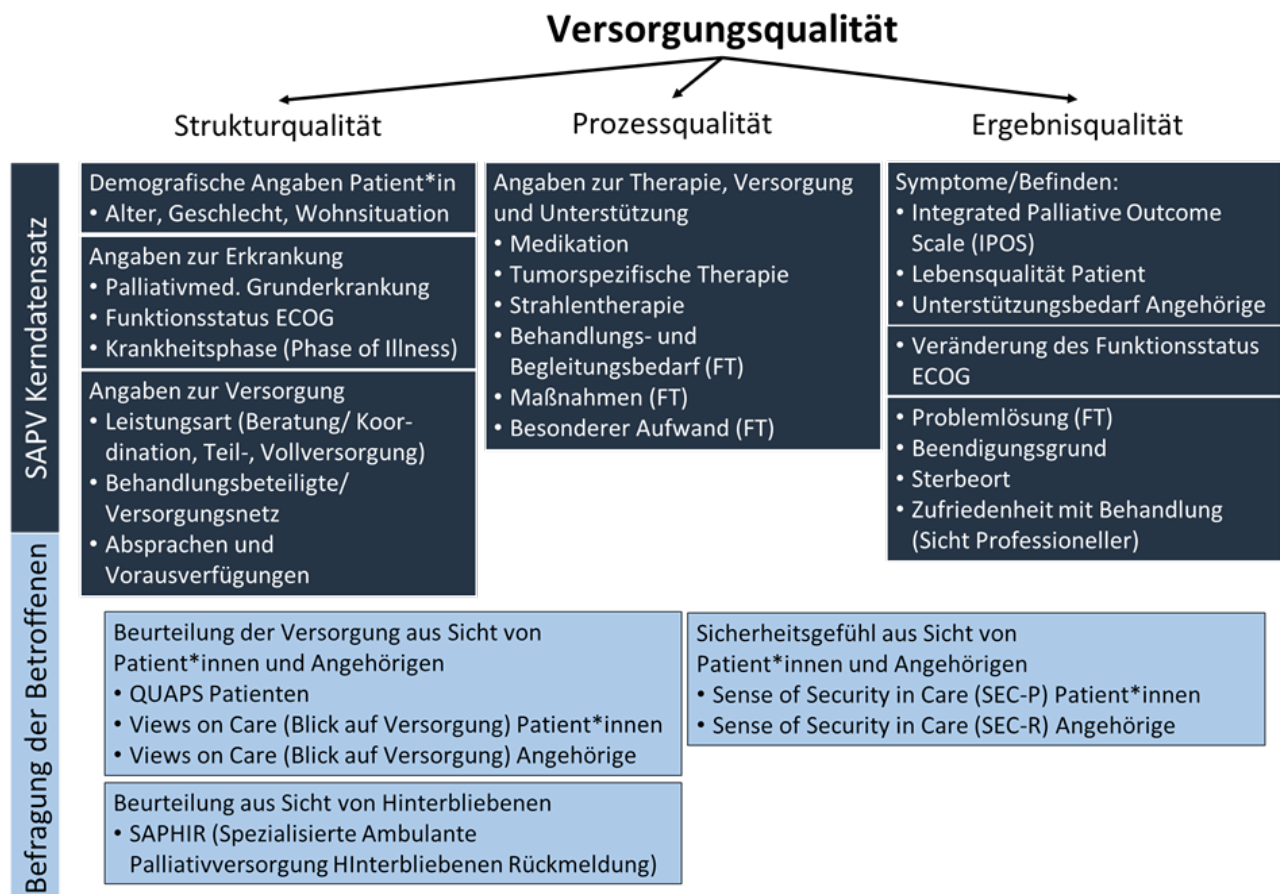 Versorgungsqualität
Strukturqualität
Prozessqualität
Ergebnisqualität
SAPV Kerndatensatz
Demografische Angaben Patient*in
• Alter, Geschlecht, Wohnsituation
Angaben zur Erkrankung
• Palliativmed. Grunderkrankung
• Funktionsstatus ECOG
• Krankheitsphase (Phase of Illness)
Angaben zur Versorgung
• Leistungsart (Beratung/ Koor-
dination, Teil-, Vollversorgung)
• Behandlungsbeteiligte/
Versorgungsnetz
• Absprachen und
Vorausverfügungen
Angaben zur Therapie, Versorgung
und Unterstützung
• Medikation
• Tumorspezifische Therapie
• Strahlentherapie
• Behandlungs- und
Begleitungsbedarf (FT)
• Maßnahmen (FT)
• Besonderer Aufwand (FT)
Symptome/Befinden:
• Integrated Palliative Outcome
Scale (IPOS)
• Lebensqualität Patient
• Unterstützungsbedarf Angehörige
• Veränderung des Funktionsstatus
ECOG
• Problemlösung (FT)
• Beendigungsgrund
• Sterbeort
• Zufriedenheit mit Behandlung
(Sicht Professioneller)
Befragung der Betroffenen
Beurteilung der Versorgung aus Sicht von
Patient*innen und Angehörigen
• QUAPS Patienten
• Views on Care (Blick auf Versorgung) Patient*innen
• Views on Care (Blick auf Versorgung) Angehörige
Sicherheitsgefühl aus Sicht von
Patient*innen und Angehörigen
• Sense of Security in Care (SEC-P) Patient*innen
• Sense of Security in Care (SEC-R) Angehörige
Beurteilung aus Sicht von Hinterbliebenen
• SAPHIR (Spezialisierte Ambulante
Palliativversorgung HInterbliebenen Rückmeldung)